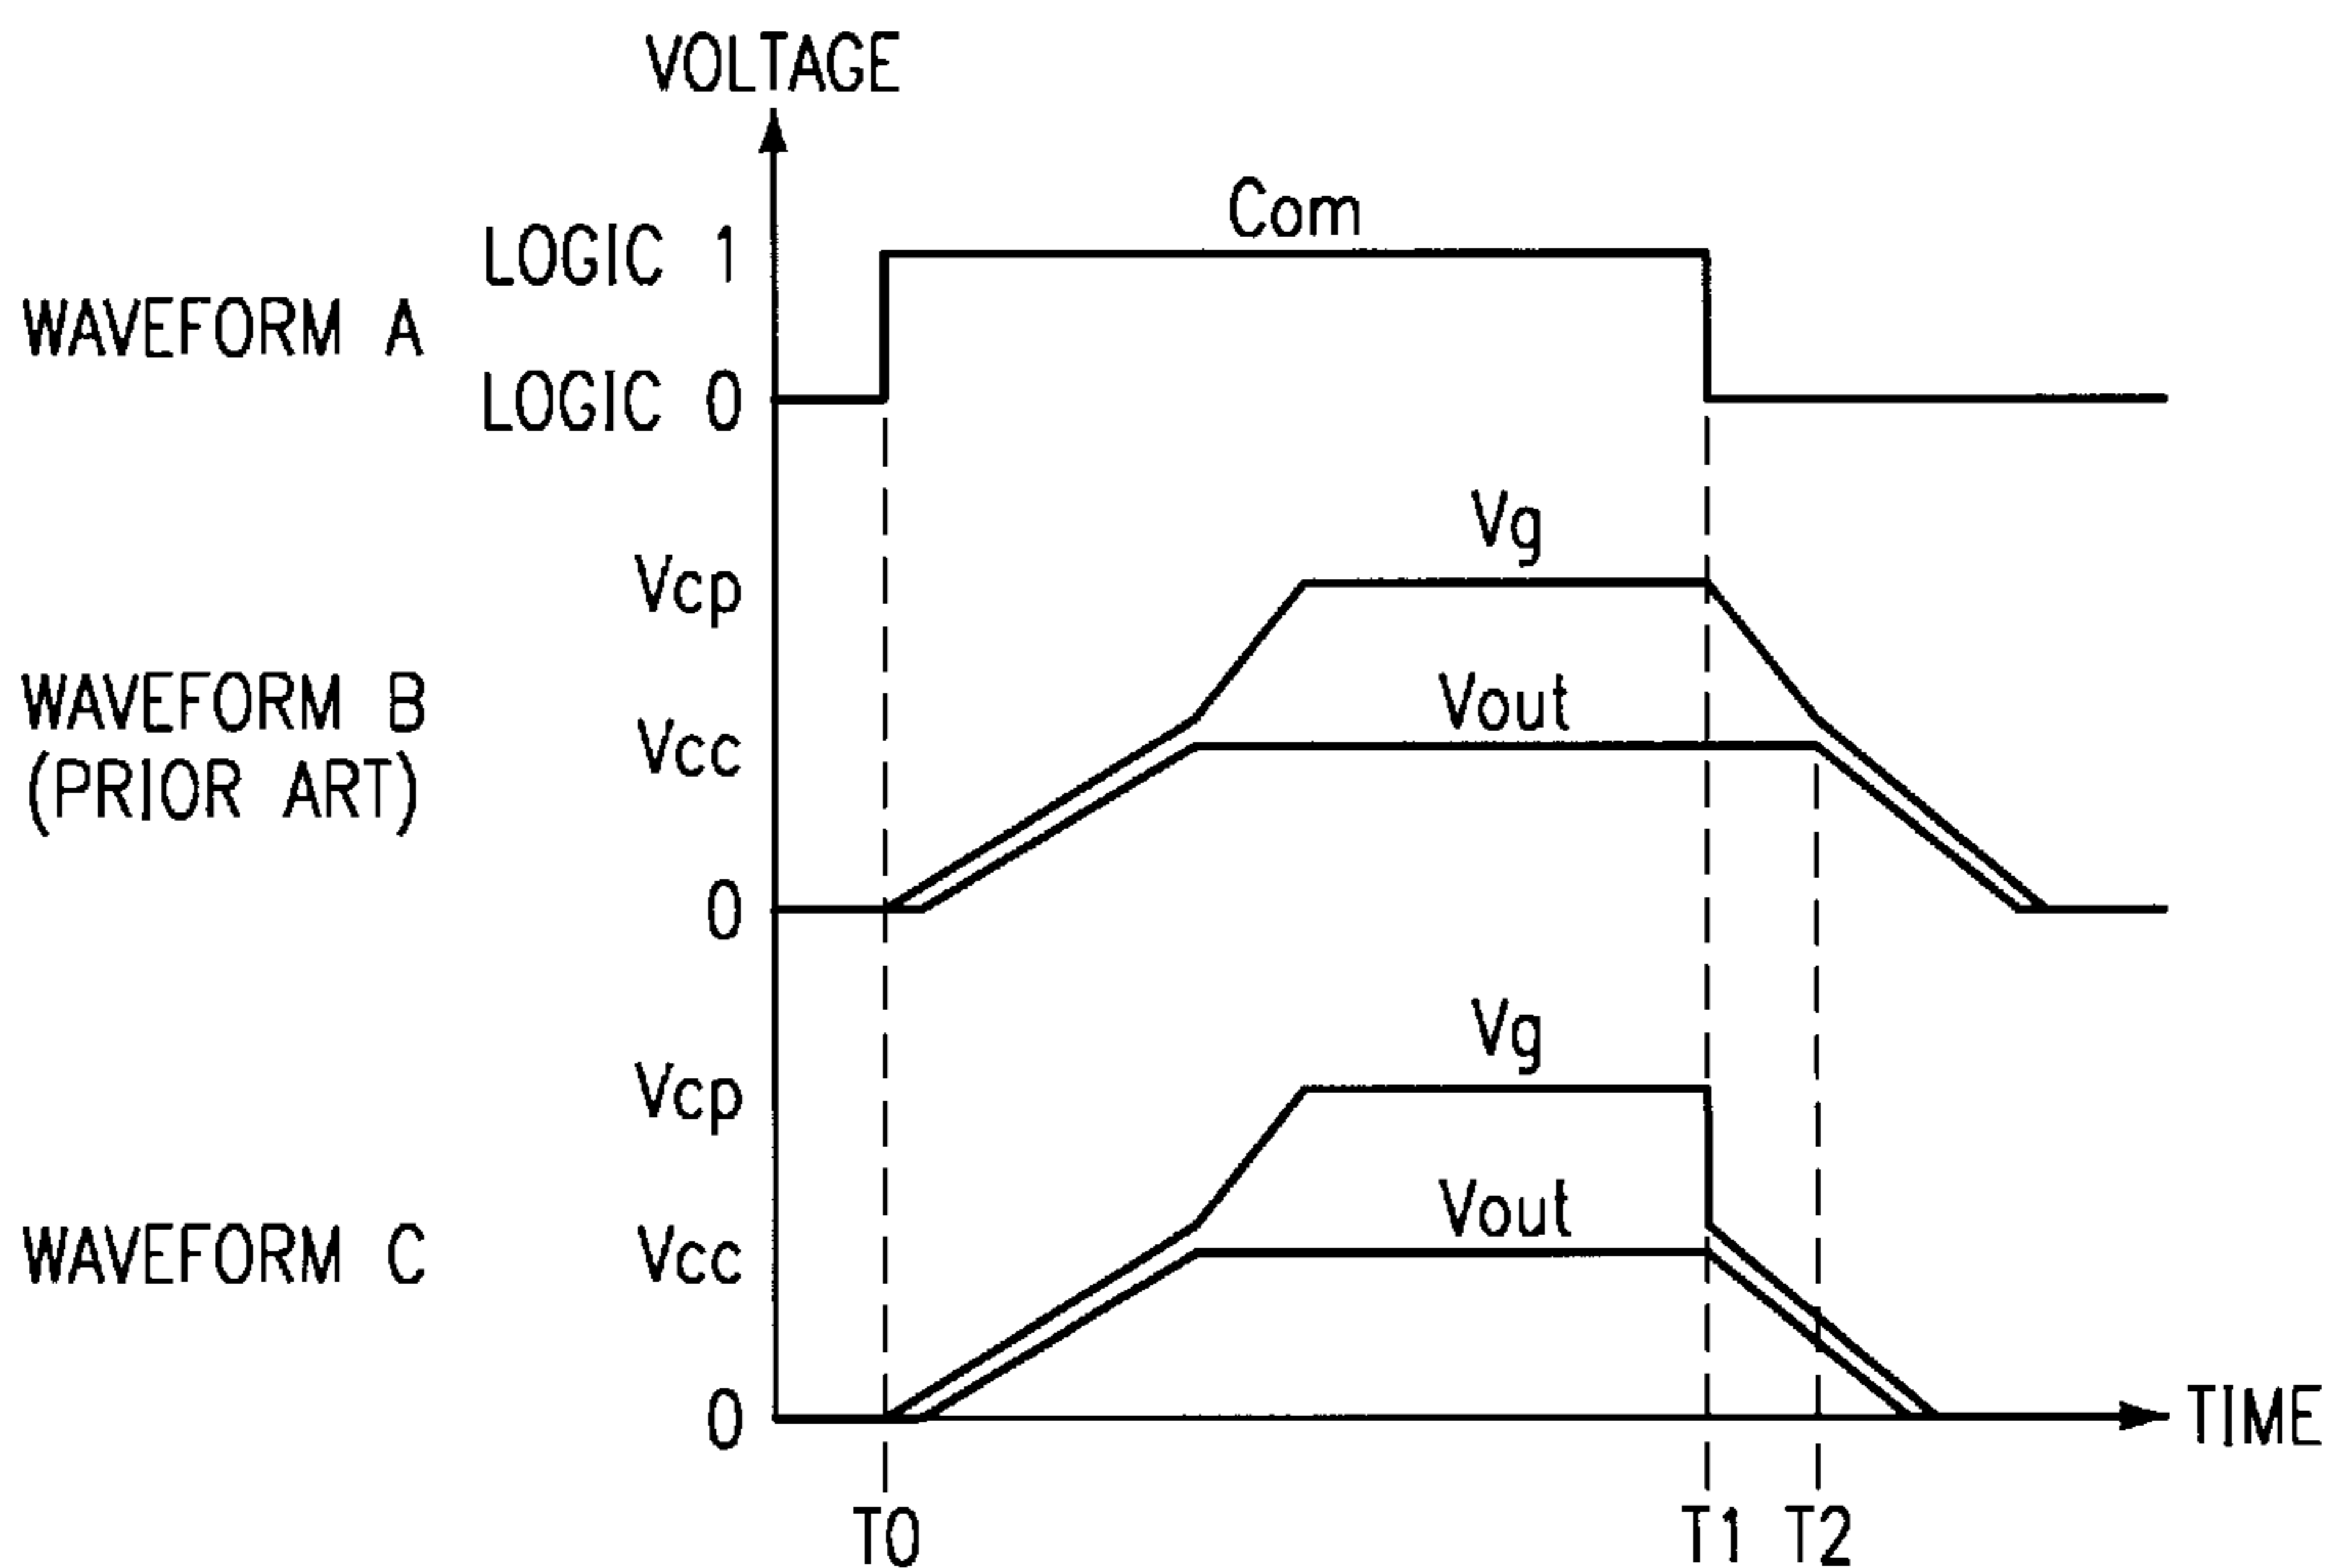 VOLTAGE
Com
LOGIC 1
WAVEFORM A
LOGIC 0
Vg
Vcp
WAVEFORM B
Vout
Vcc
(PRIOR ART)
0
Vg
Vcp
Vout
WAVEFORM C
Vcc
0
TIME
T0
T1
T2